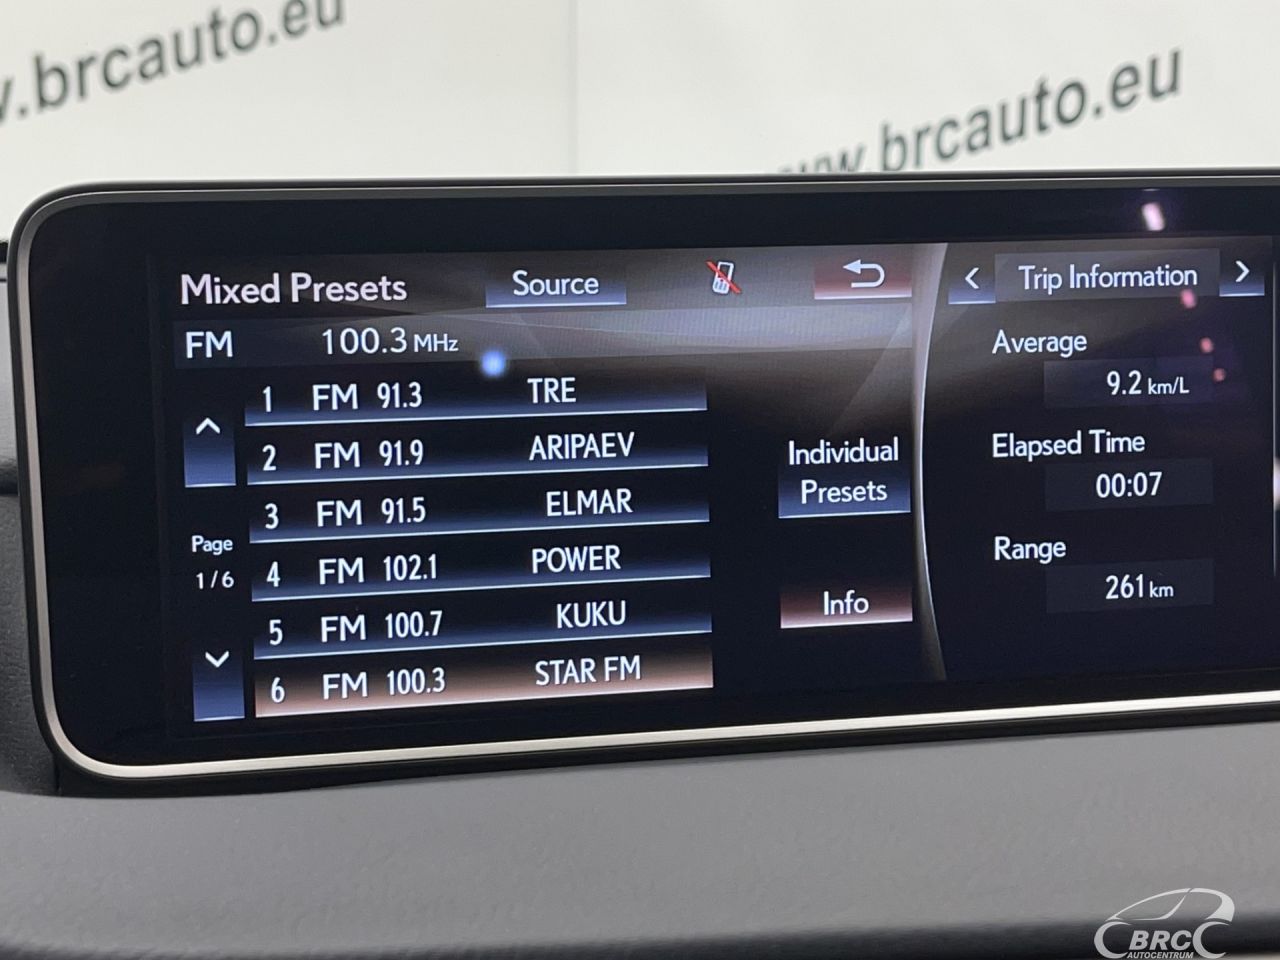 w.brcauto.eu
www.brcauto.eu
Mixed Presets
Source
FM 100.3 MHz
1 FM 91.3 TRE
2 FM 91.9 ARIPAEV
3 FM 91.5 ELMAR
4 FM 102.1 POWER
5 FM 100.7 KUKU
6 FM 100.3 STAR FM
Page
1/6
Individual
Presets
Info
Trip Information
Average
9.2 km/L
Elapsed Time
00:07
Range
261 km
BRC
AUTOCENTRUM